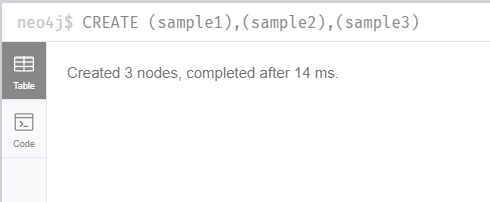 neo4j$ CREATE (sample1),(sample2),(sample3)
Table
Created 3 nodes, completed after 14 ms.
Code